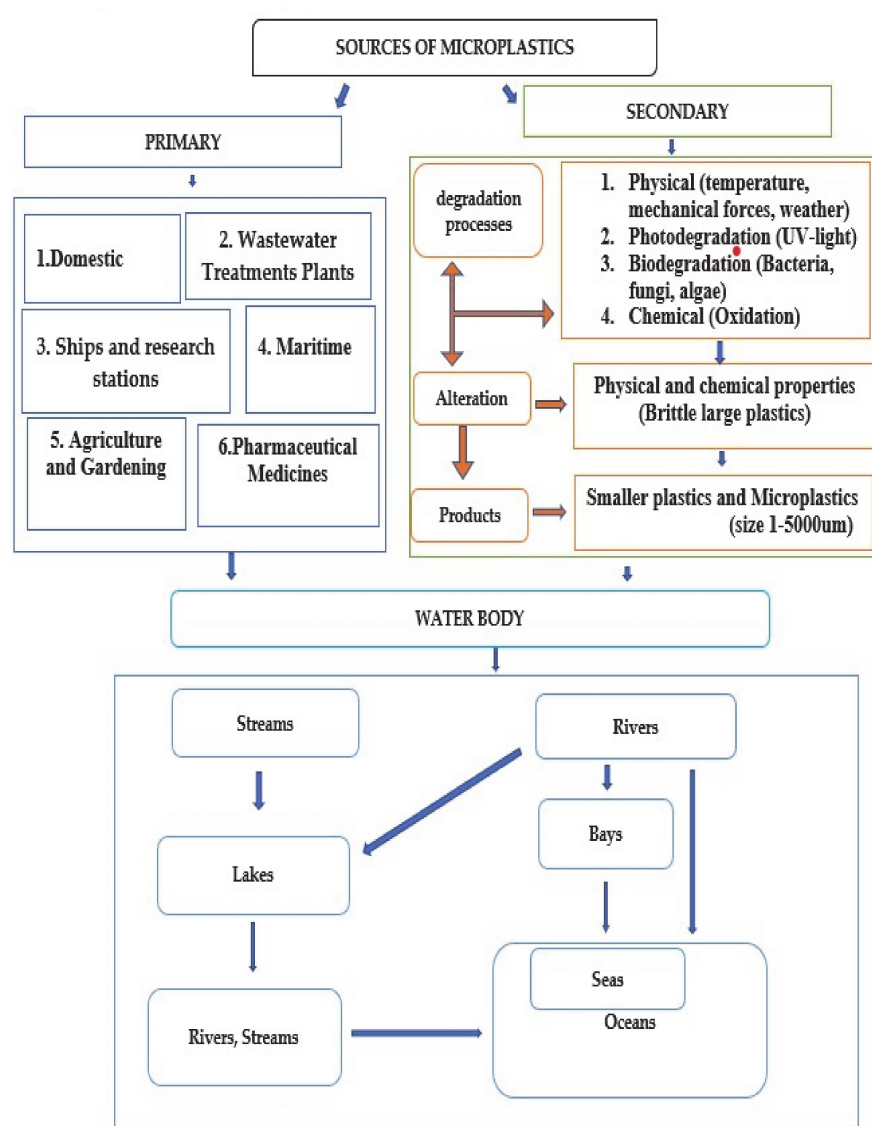 SOURCES OF MICROPLASTICS
PRIMARY
SECONDARY
1.Domestic
2. Wastewater
Treatments Plants
3. Ships and research
stations
4. Maritime
5. Agriculture
and Gardening
6.Pharmaceutical
Medicines
degradation
processes
1. Physical (temperature,
mechanical forces, weather)
2. Photodegradation (UV-light)
3. Biodegradation (Bacteria,
fungi, algae)
4. Chemical (Oxidation)
Alteration
Physical and chemical properties
(Brittle large plastics)
Products
Smaller plastics and Microplastics
(size 1-5000um)
WATER BODY
Streams
Rivers
Bays
Lakes
Seas
Oceans
Rivers, Streams